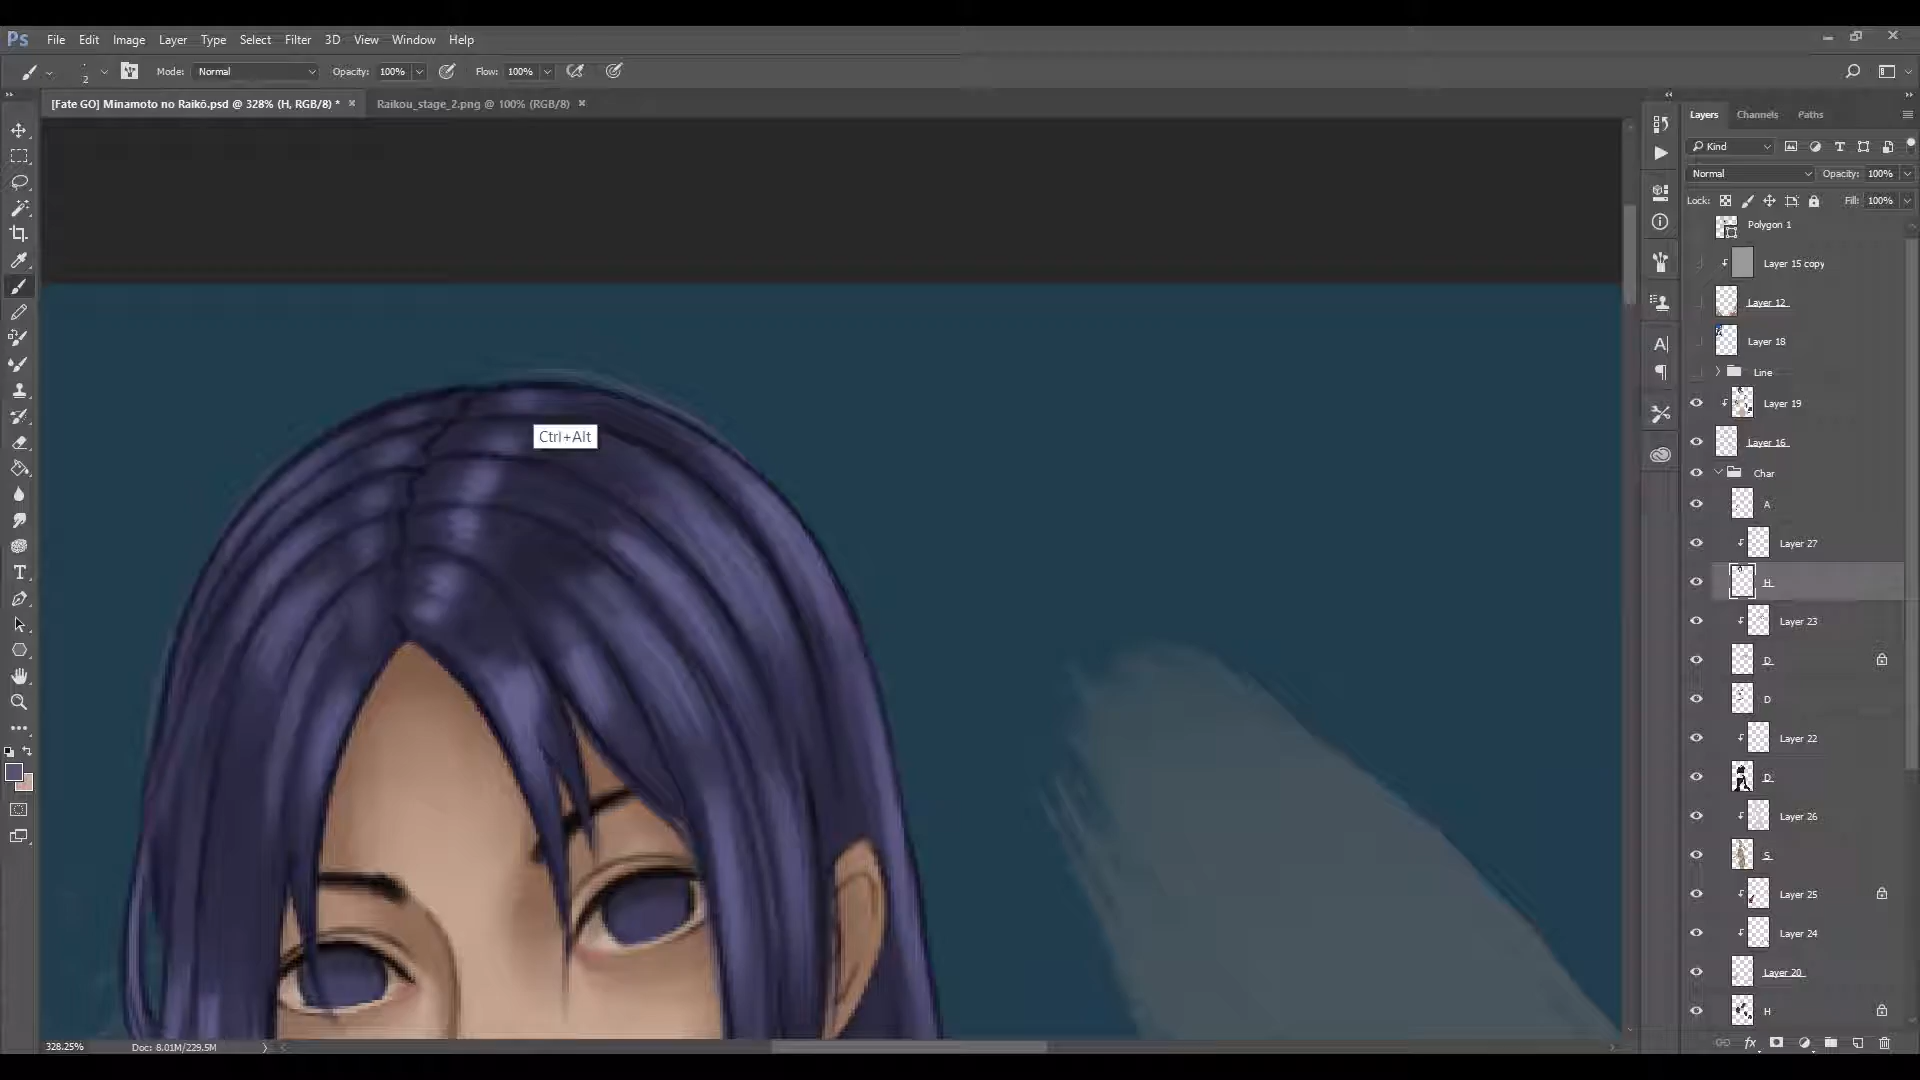 Ps File Edit Image Layer Type Select Filter 3D View Window Help
2 Mode: Normal Opacity: 100% Flow: 100%
[Fate GO] Minamoto no Raikō.psd @ 328% (H, RGB/8) * × Raikou_stage_2.png @ 100% (RGB/8) ×
Layers Channels Paths
Kind
Normal Opacity: 100%
Lock: Fill: 100%
Polygon 1
Layer 15 copy
Layer 12
Layer 18
Line
Layer 19
Layer 16
Char
A
Layer 27
H
Layer 23
D
D
Layer 22
D
Layer 26
S
Layer 25
Layer 24
Layer 20
H
Ctrl+Alt
328.25% Doc: 8.01M/229.5M